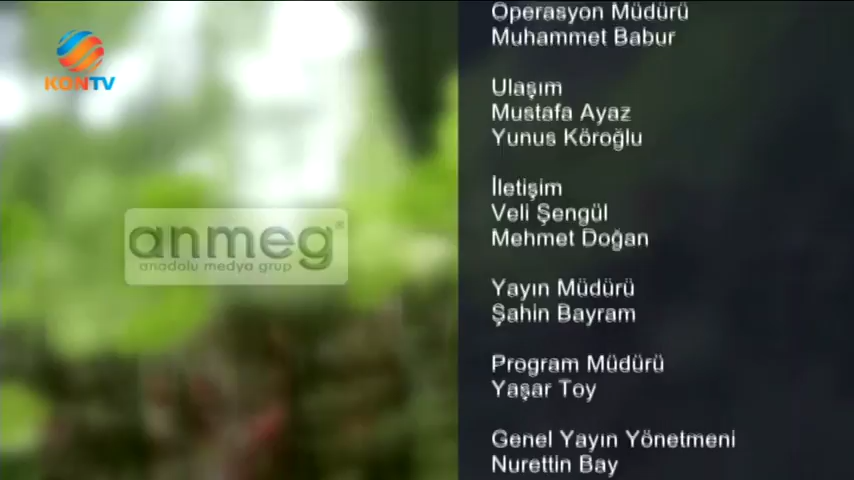 KONTV
anmeg
anadolu medya grup
Operasyon Müdürü
Muhammet Babur
Ulaşım
Mustafa Ayaz
Yunus Köroğlu
İletişim
Veli Şengül
Mehmet Doğan
Yayın Müdürü
Şahin Bayram
Program Müdürü
Yaşar Toy
Genel Yayın Yönetmeni
Nurettin Bay